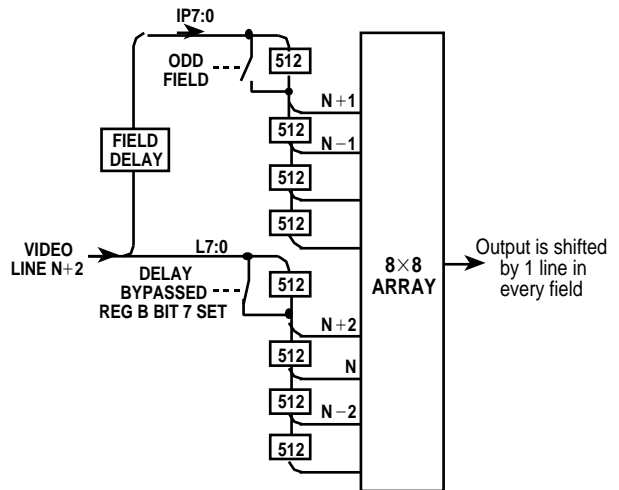 IP7:0
ODD
FIELD
512
N+1
512
N−1
FIELD
DELAY
512
512
VIDEO
LINE N+2
L7:0
8×8
ARRAY
Output is shifted
by 1 line in
every field
DELAY
BYPASSED
REG B BIT 7 SET
512
N+2
512
N
512
N−2
512